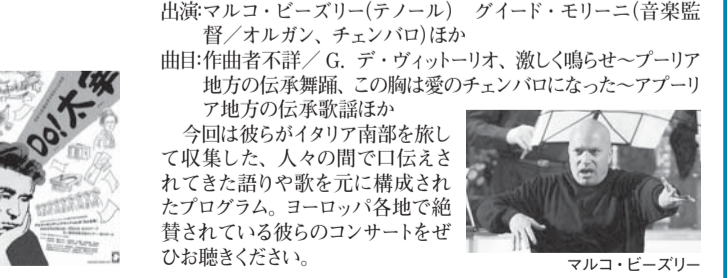 出演:マルコ・ビーズリー(テノール)　グイード・モリーニ(音楽監
督／オルガン、チェンバロ)ほか
曲目:作曲者不詳／ G．デ・ヴィットーリオ、激しく鳴らせ〜プーリア
地方の伝承舞踊、この胸は愛のチェンバロになった〜アプーリ
ア地方の伝承歌謡ほか
　今回は彼らがイタリア南部を旅し
て収集した、人々の間で口伝えさ
れてきた語りや歌を元に構成され
たプログラム。ヨーロッパ各地で絶
賛されている彼らのコンサートをぜ
ひお聴きください。
マルコ・ビーズリー
DO!太宰